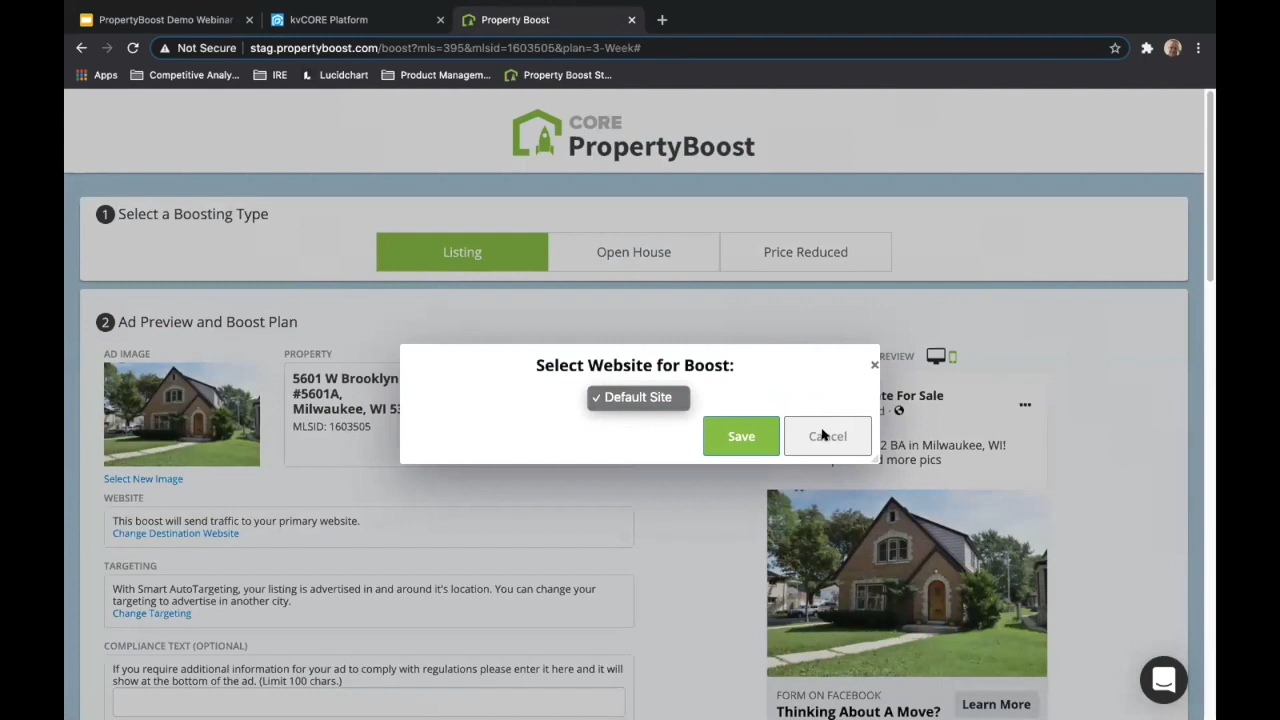 PropertyBoost Demo Webinar
kvCORE Platform
Property Boost
Not Secure
stag.propertyboost.com/boost?mls=395&mlsid=1603505&plan=3-Week#
Apps
Competitive Analy...
IRE
Lucidchart
Product Managem...
Property Boost St...
CORE
PropertyBoost
1 Select a Boosting Type
Listing
Open House
Price Reduced
2 Ad Preview and Boost Plan
AD IMAGE
PROPERTY
5601 W Brooklyn
#5601A,
Milwaukee, WI 53
MLSID: 1603505
Select New Image
Select Website for Boost:
✓ Default Site
Save
Cancel
WEBSITE
This boost will send traffic to your primary website.
Change Destination Website
TARGETING
With Smart AutoTargeting, your listing is advertised in and around it's location. You can change your
targeting to advertise in another city.
Change Targeting
COMPLIANCE TEXT (OPTIONAL)
If you require additional information for your ad to comply with regulations please enter it here and it will
show at the bottom of the ad. (Limit 100 chars.)
REVIEW
te For Sale
2 BA in Milwaukee, WI!
more pics
FORM ON FACEBOOK
Thinking About A Move?
Learn More